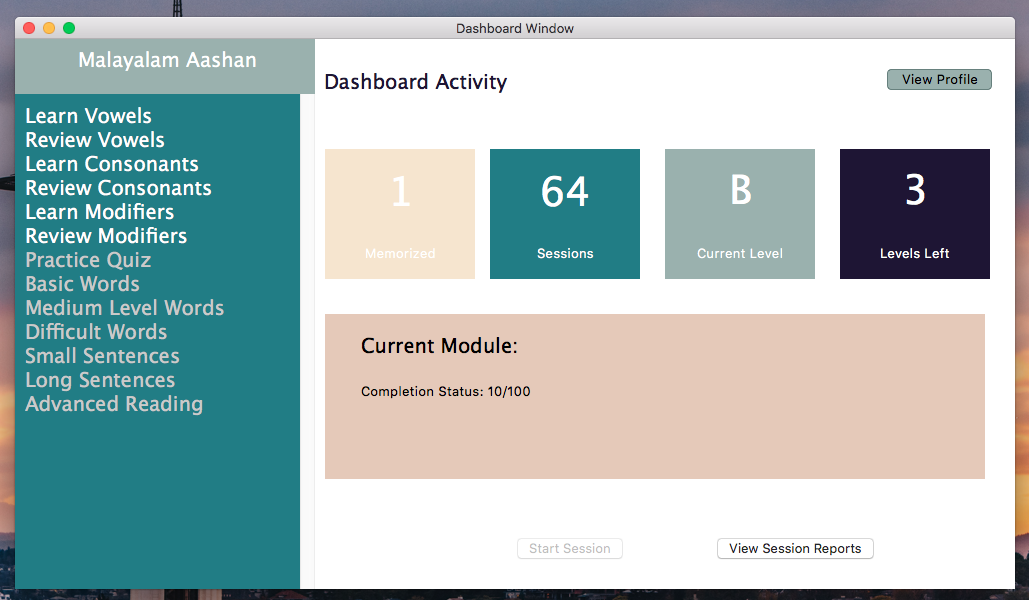 Dashboard Window
Malayalam Aashan
Learn Vowels
Review Vowels
Learn Consonants
Review Consonants
Learn Modifiers
Review Modifiers
Practice Quiz
Basic Words
Medium Level Words
Difficult Words
Small Sentences
Long Sentences
Advanced Reading
Dashboard Activity
View Profile
1
Memorized
64
Sessions
B
Current Level
3
Levels Left
Current Module:
Completion Status: 10/100
Start Session
View Session Reports